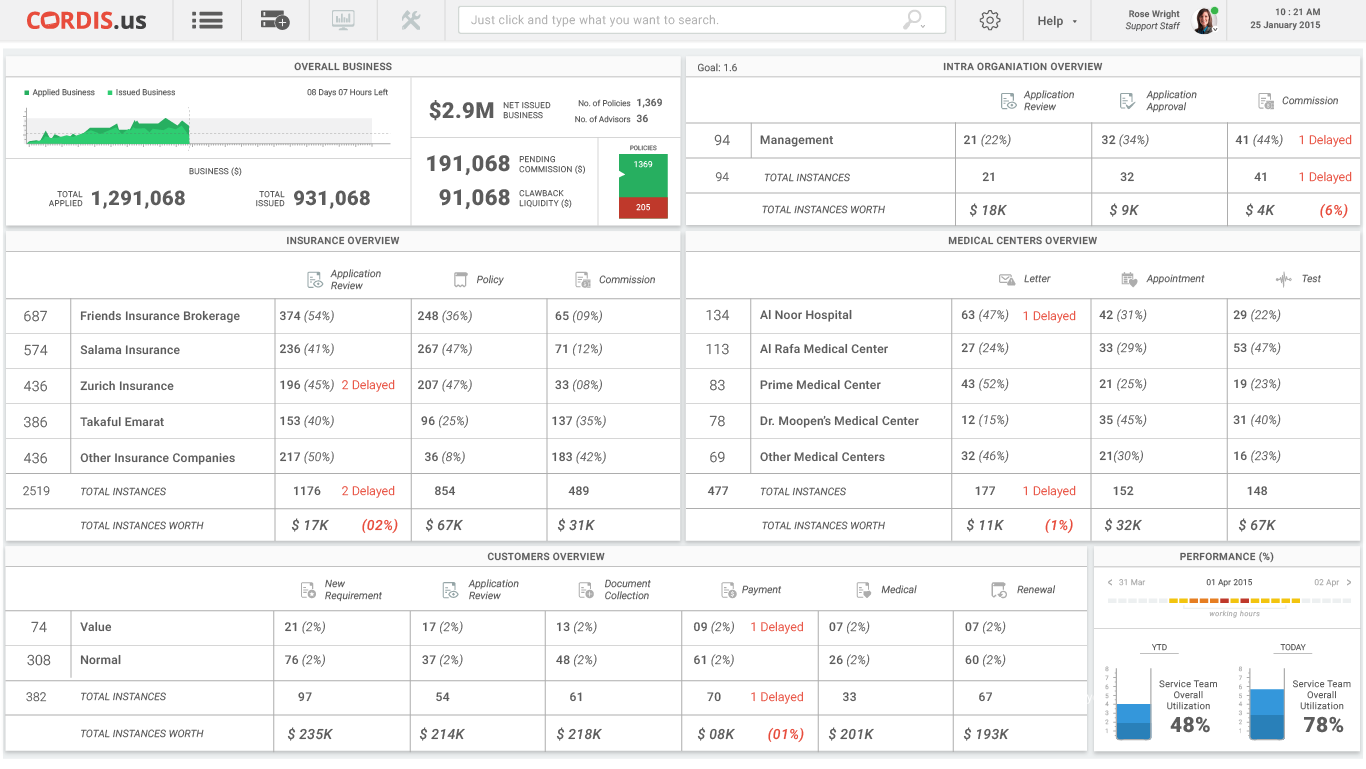 CORDIS.us
Just click and type what you want to search.
Help
Rose Wright
Support Staff
10 : 21 AM
25 January 2015
OVERALL BUSINESS
Applied Business
Issued Business
08 Days 07 Hours Left
BUSINESS ($)
TOTAL APPLIED 1,291,068
TOTAL ISSUED 931,068
$2.9M NET ISSUED BUSINESS
No. of Policies 1,369
No. of Advisors 36
191,068 PENDING COMMISSION ($)
91,068 CLAWBACK LIQUIDITY ($)
POLICIES
1369
205
Goal: 1.6
INTRA ORGANIATION OVERVIEW
Application Review
Application Approval
Commission
94 Management 21 (22%) 32 (34%) 41 (44%) 1 Delayed
94 TOTAL INSTANCES 21 32 41 1 Delayed
TOTAL INSTANCES WORTH $ 18K $ 9K $ 4K (6%)
INSURANCE OVERVIEW
Application Review
Policy
Commission
687 Friends Insurance Brokerage 374 (54%) 248 (36%) 65 (09%)
574 Salama Insurance 236 (41%) 267 (47%) 71 (12%)
436 Zurich Insurance 196 (45%) 2 Delayed 207 (47%) 33 (08%)
386 Takaful Emarat 153 (40%) 96 (25%) 137 (35%)
436 Other Insurance Companies 217 (50%) 36 (8%) 183 (42%)
2519 TOTAL INSTANCES 1176 2 Delayed 854 489
TOTAL INSTANCES WORTH $ 17K (02%) $ 67K $ 31K
MEDICAL CENTERS OVERVIEW
Letter
Appointment
Test
134 Al Noor Hospital 63 (47%) 1 Delayed 42 (31%) 29 (22%)
113 Al Rafa Medical Center 27 (24%) 33 (29%) 53 (47%)
83 Prime Medical Center 43 (52%) 21 (25%) 19 (23%)
78 Dr. Moopen's Medical Center 12 (15%) 35 (45%) 31 (40%)
69 Other Medical Centers 32 (46%) 21(30%) 16 (23%)
477 TOTAL INSTANCES 177 1 Delayed 152 148
TOTAL INSTANCES WORTH $ 11K (1%) $ 32K $ 67K
CUSTOMERS OVERVIEW
New Requirement
Application Review
Document Collection
Payment
Medical
Renewal
74 Value 21 (2%) 17 (2%) 13 (2%) 09 (2%) 1 Delayed 07 (2%) 07 (2%)
308 Normal 76 (2%) 37 (2%) 48 (2%) 61 (2%) 26 (2%) 60 (2%)
382 TOTAL INSTANCES 97 54 61 70 1 Delayed 33 67
TOTAL INSTANCES WORTH $ 235K $ 214K $ 218K $ 08K (01%) $ 201K $ 193K
PERFORMANCE (%)
< 31 Mar 01 Apr 2015 02 Apr >
working hours
YTD
8
7
6
5
4
3
2
1
Service Team
Overall
Utilization
48%
TODAY
8
7
6
5
4
3
2
1
Service Team
Overall
Utilization
78%